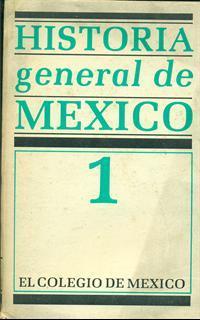 HISTORIA
general de
MEXICO
1
EL COLEGIO DE MEXICO